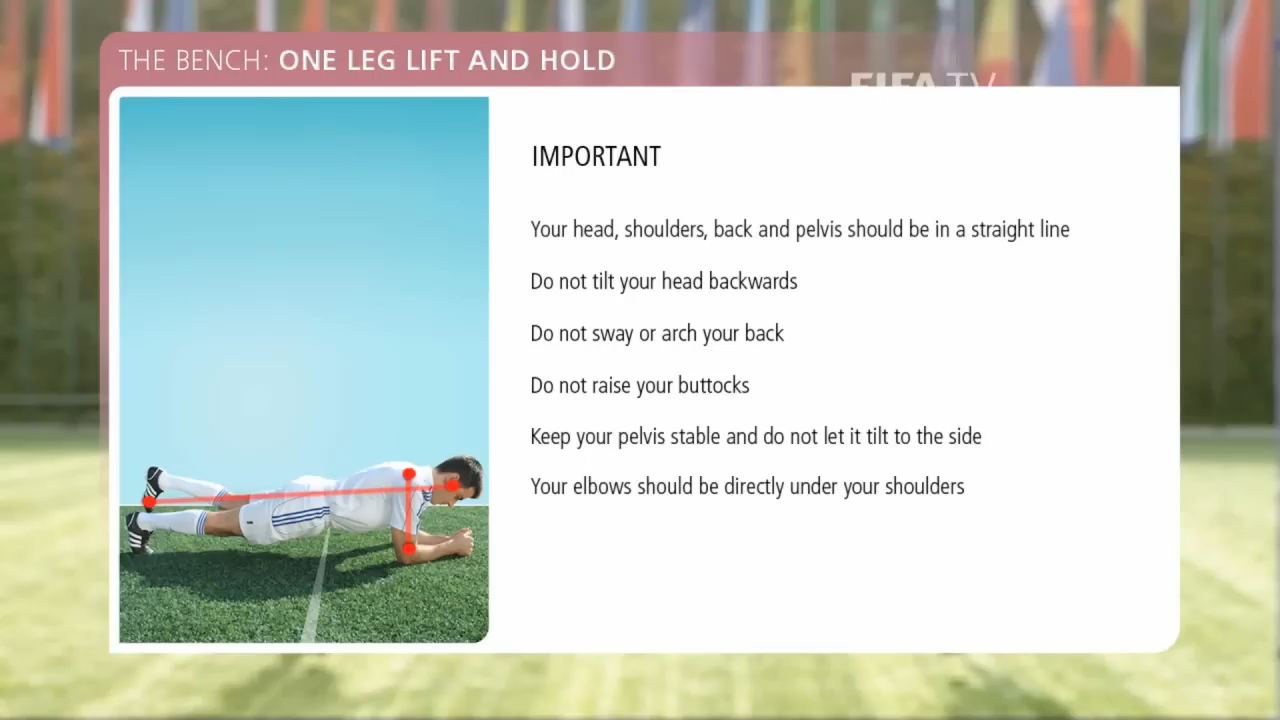 THE BENCH: ONE LEG LIFT AND HOLD
FIFA TV
IMPORTANT
Your head, shoulders, back and pelvis should be in a straight line
Do not tilt your head backwards
Do not sway or arch your back
Do not raise your buttocks
Keep your pelvis stable and do not let it tilt to the side
Your elbows should be directly under your shoulders